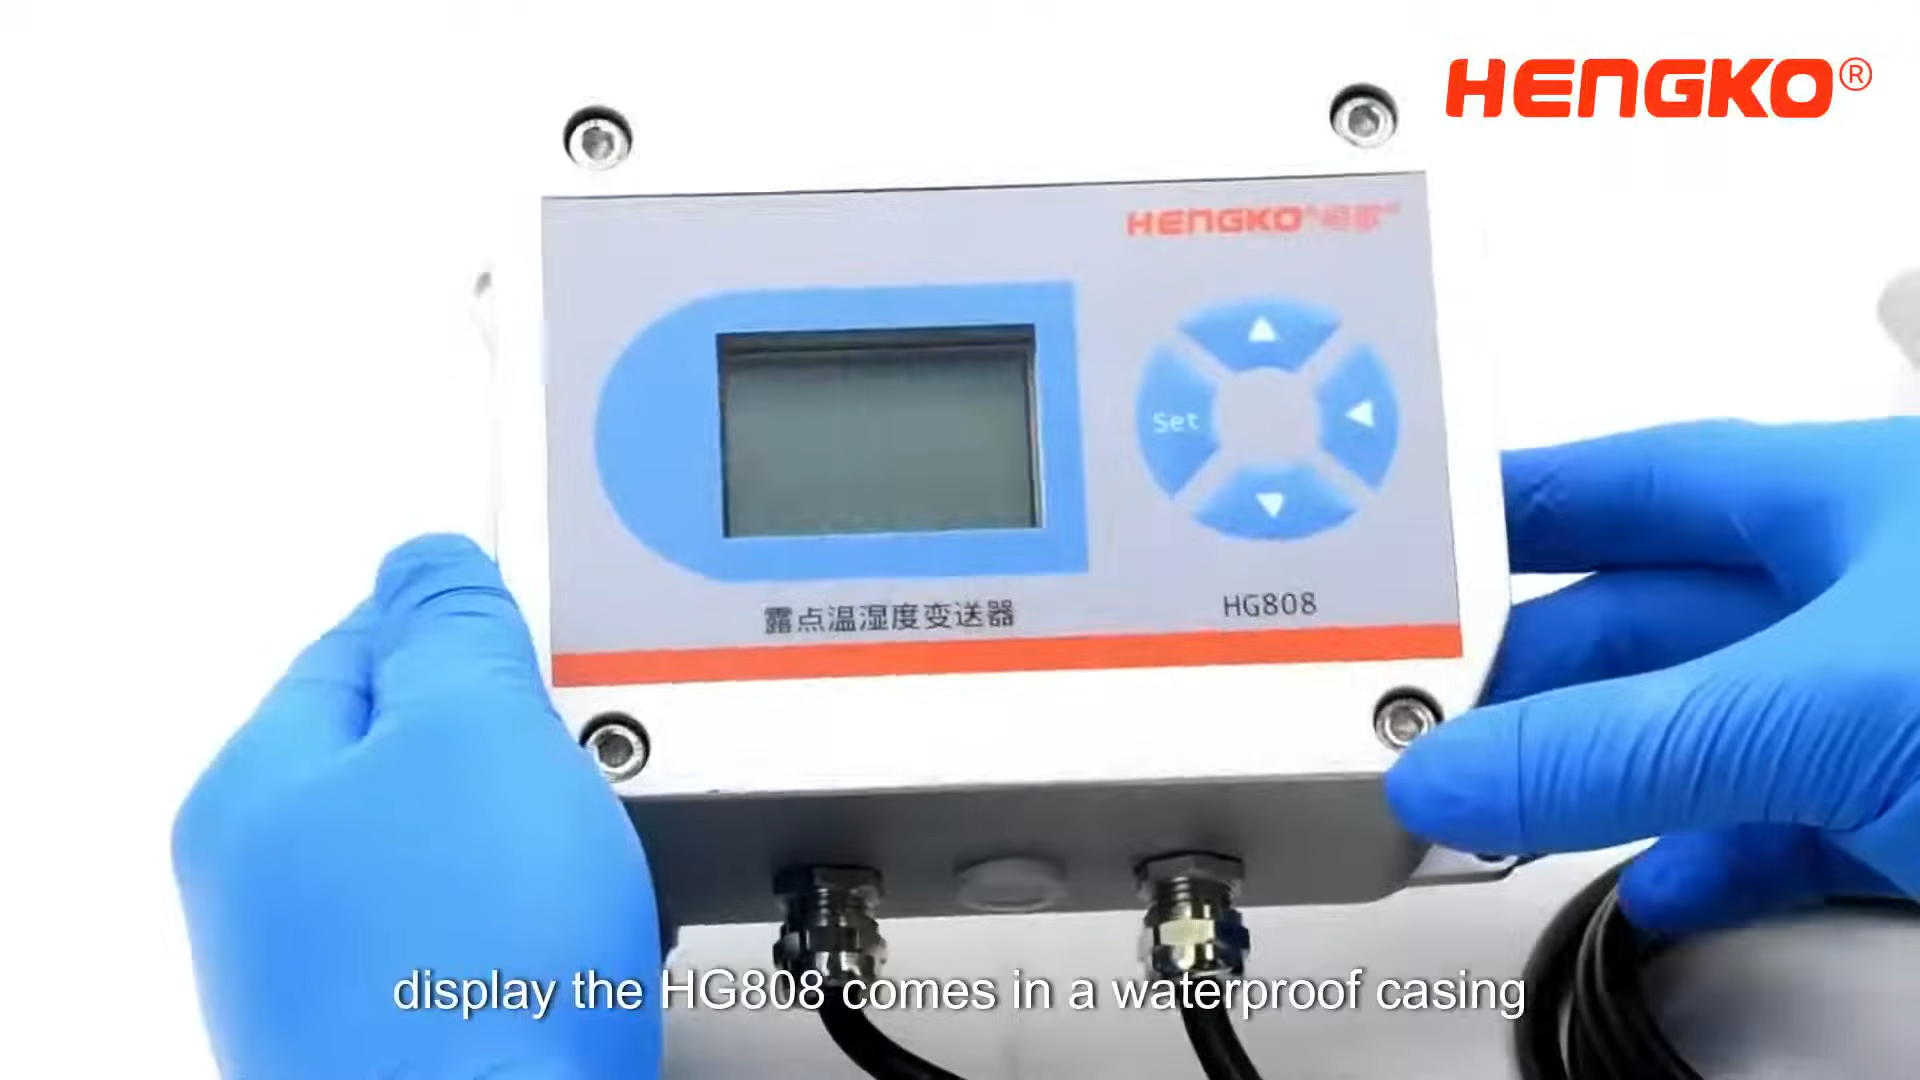 HENGKO®
HENGKO
Set
露点温湿度变送器
HG808
display the HG808 comes in a waterproof casing